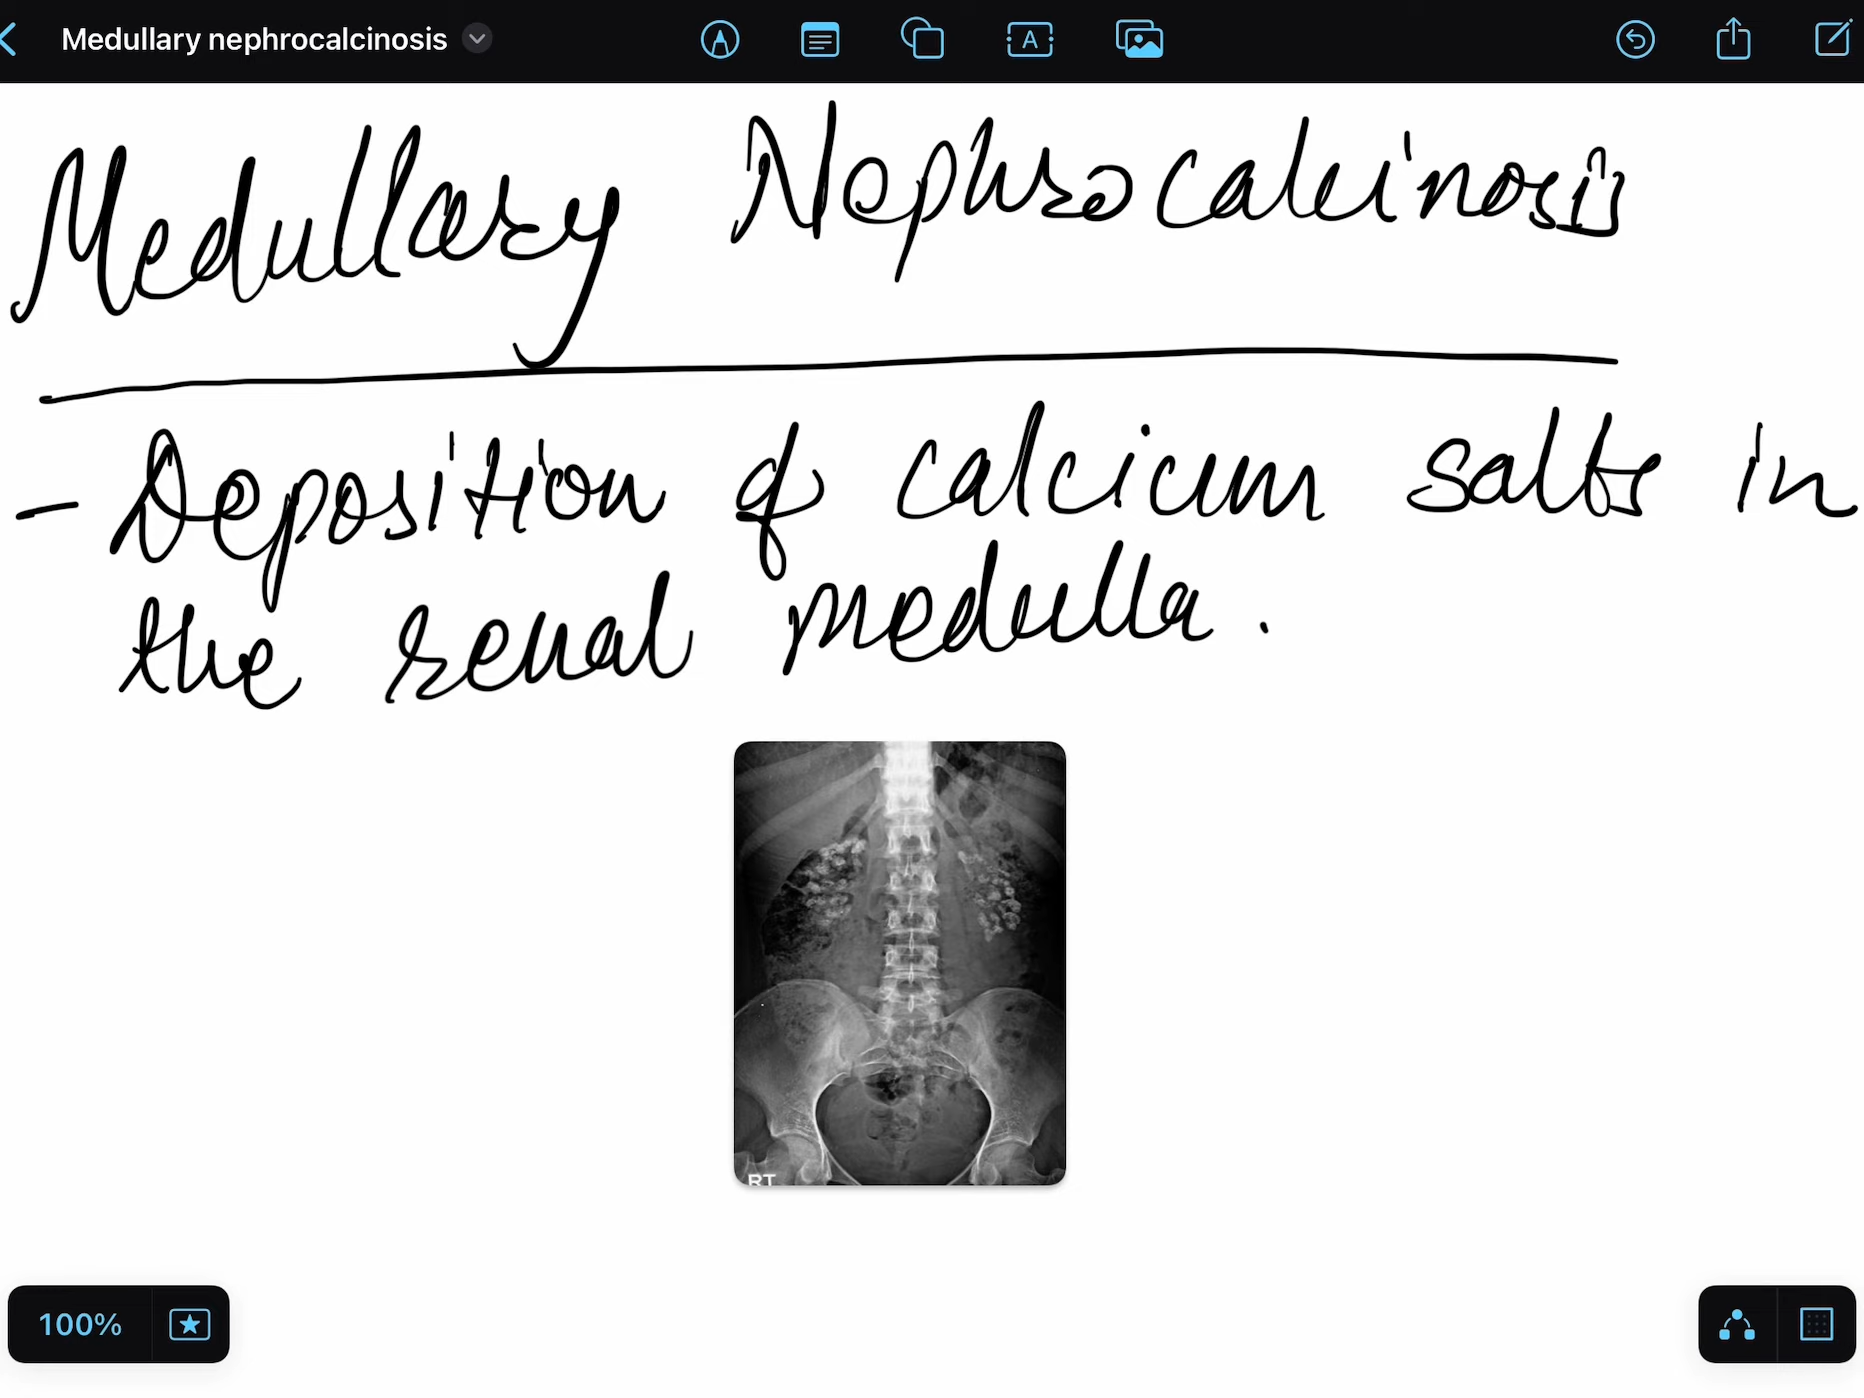 Medullary nephrocalcinosis
Medullary Nephrocalcinosis
- Deposition of calcium salts in
the renal medulla.
RT
100%